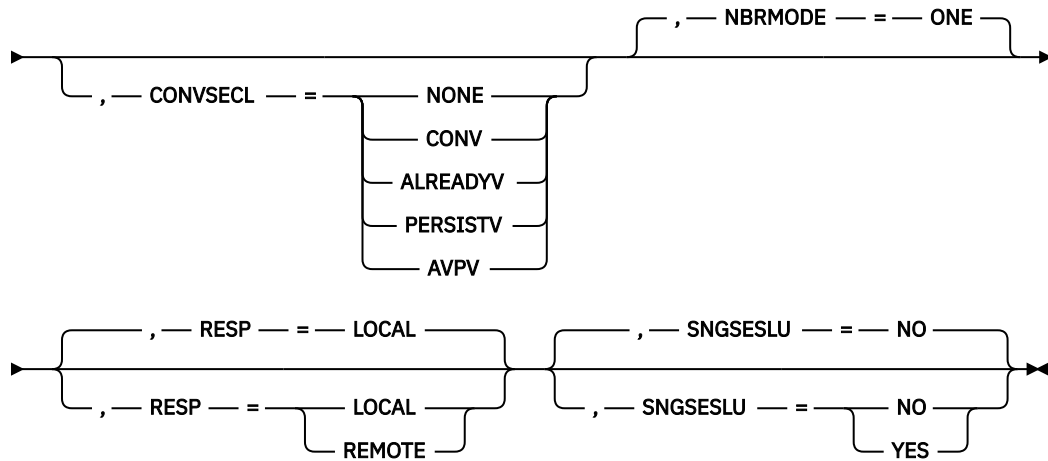 , NBRMODE = ONE
, CONVSECL = NONE
CONV
ALREADYV
PERSISTV
AVPV
, RESP = LOCAL , SNGSESLU = NO
, RESP = LOCAL , SNGSESLU = NO
REMOTE YES